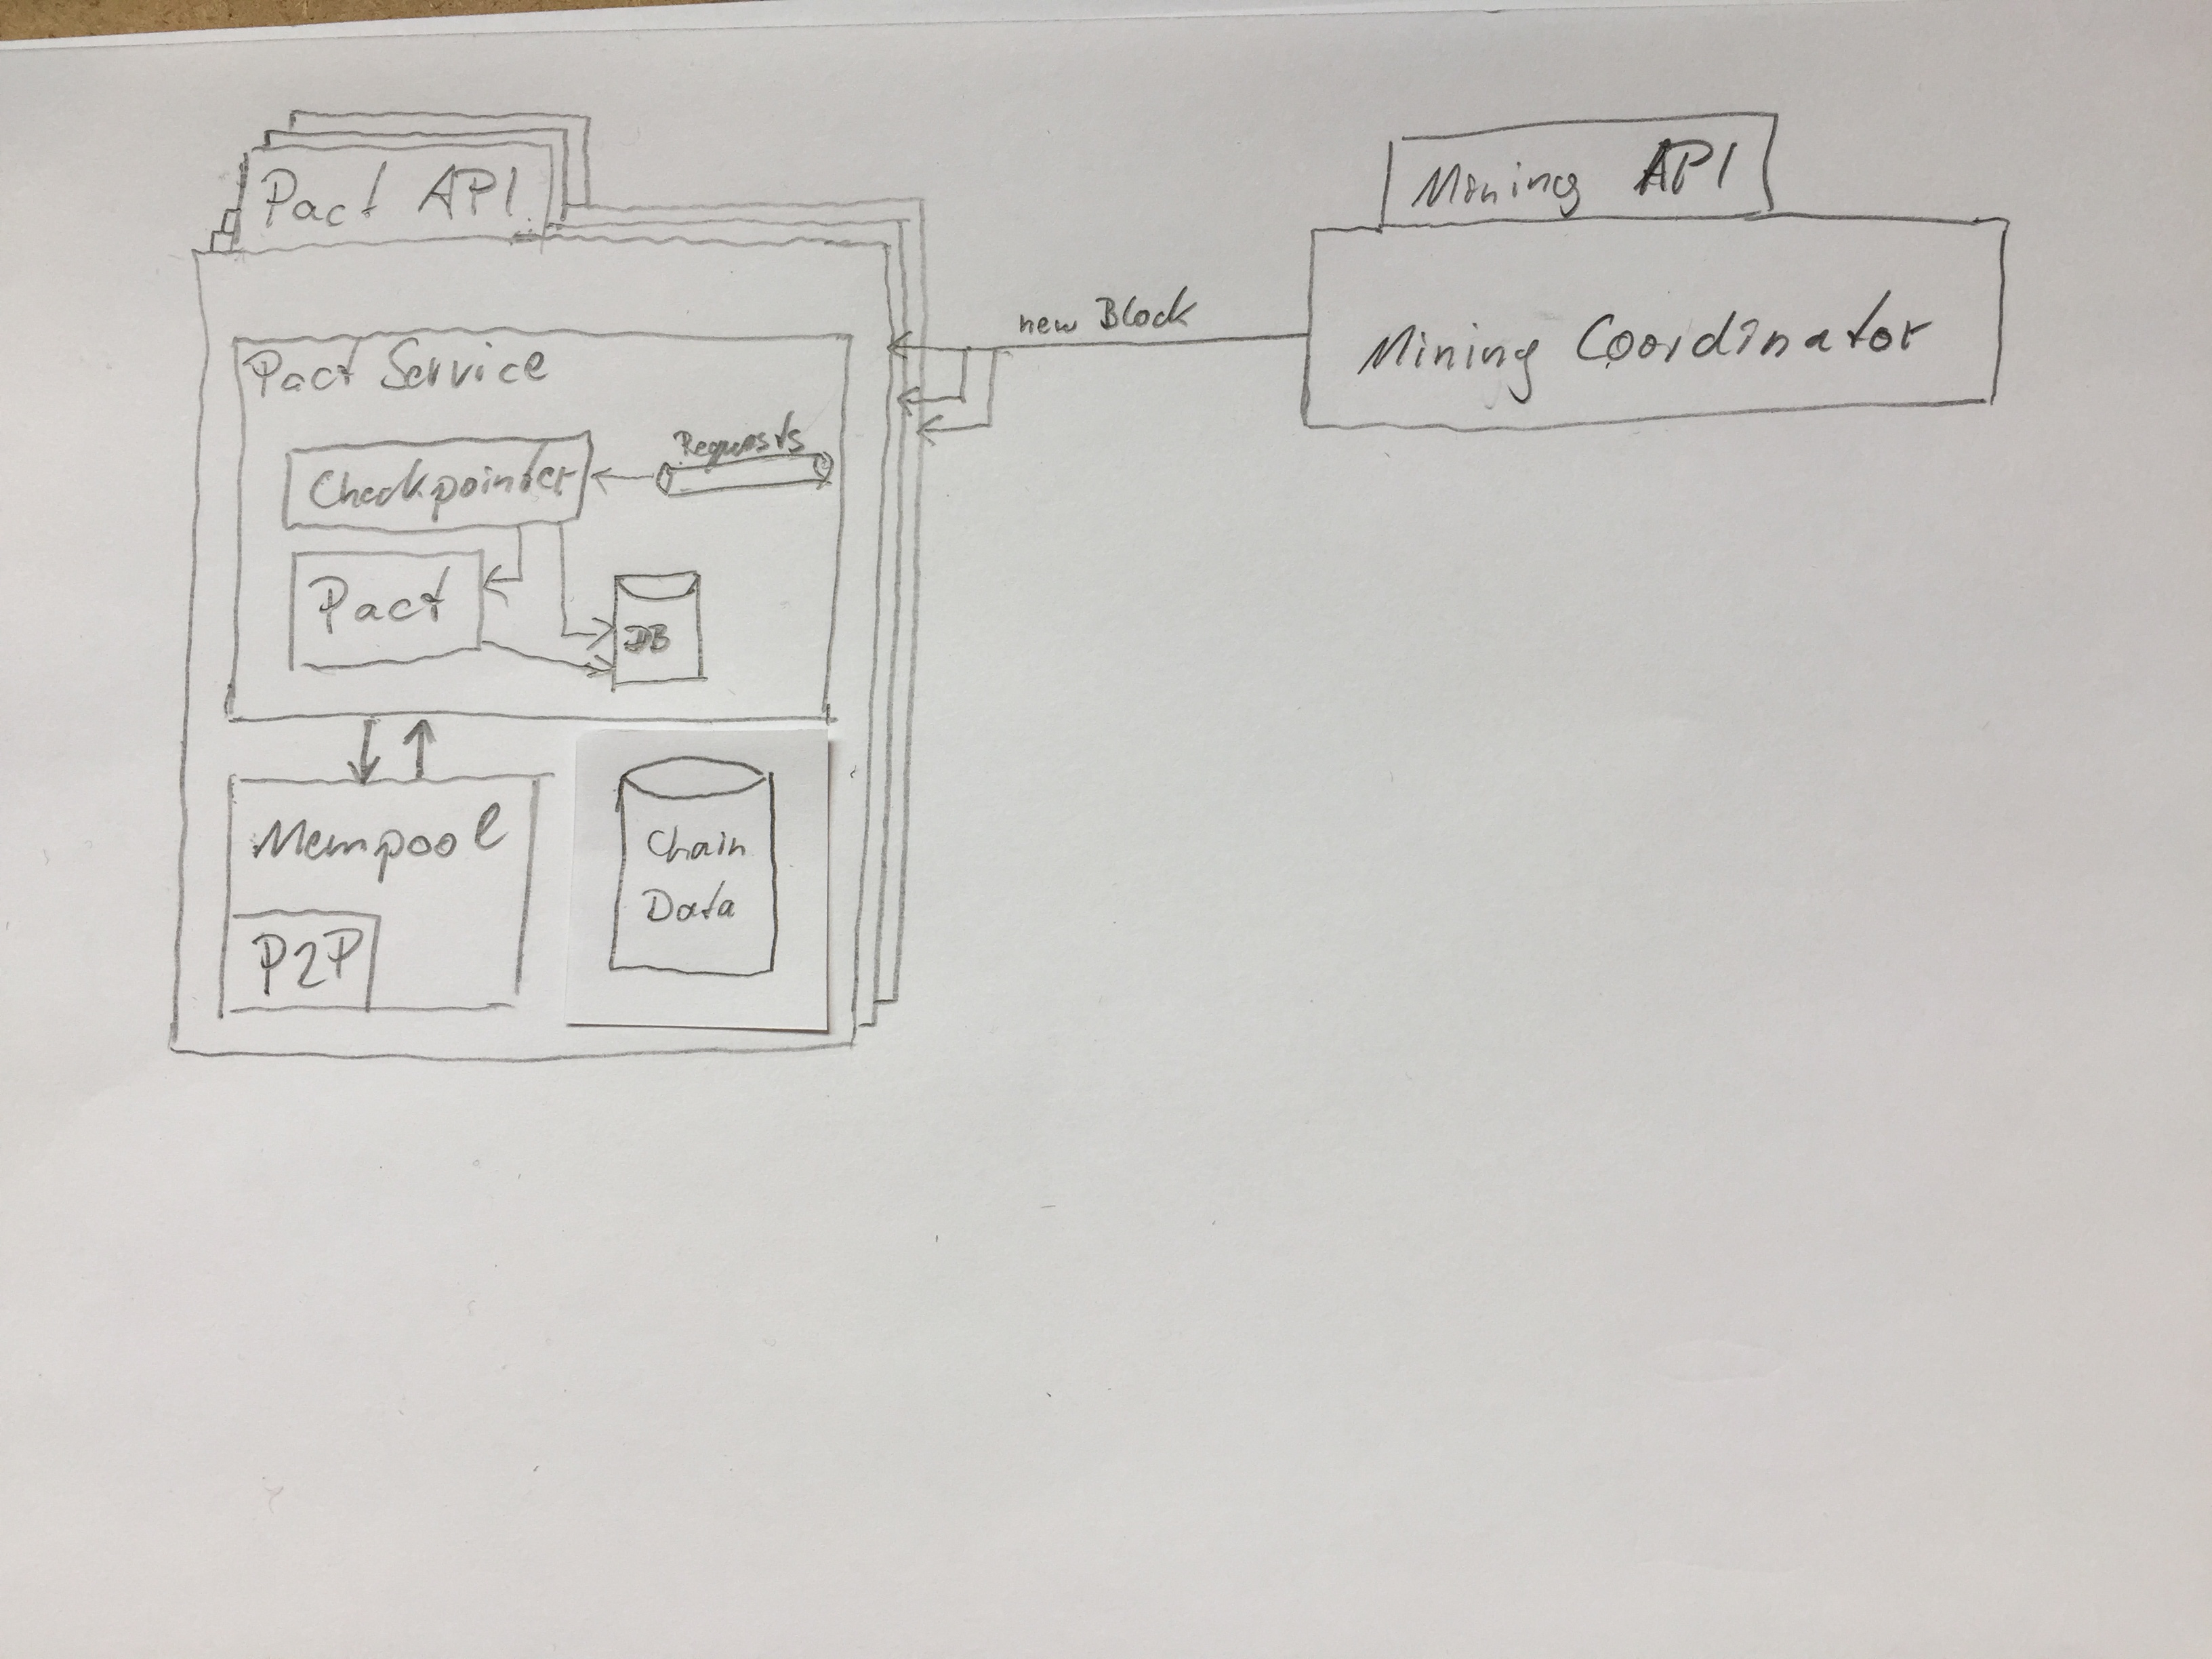 Pact API
Pact Service
Requests
Checkpointer
Pact
DB
Mempool
P2P
Chain
Data
new Block
Mining API
Mining Coordinator